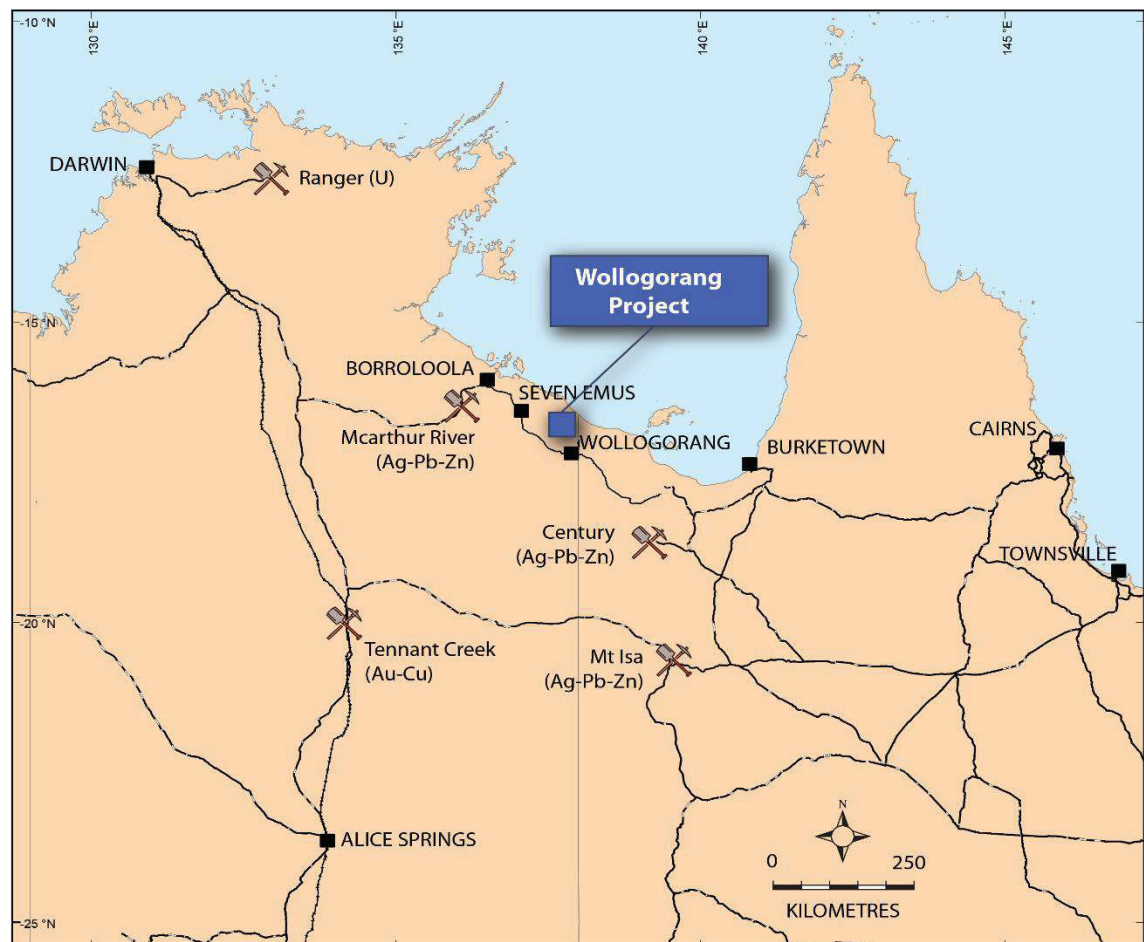 130 °E
135 °E
140 °E
145 °E
-10 °N
DARWIN
Ranger (U)
Wollogorang
Project
-15 °N
BORROLOOLA
SEVEN EMUS
Mcarthur River
(Ag-Pb-Zn)
WOLLOGORANG
BURKETOWN
CAIRNS
Century
(Ag-Pb-Zn)
TOWNSVILLE
-20 °N
Tennant Creek
(Au-Cu)
Mt Isa
(Ag-Pb-Zn)
N
ALICE SPRINGS
0
250
KILOMETRES
-25 °N